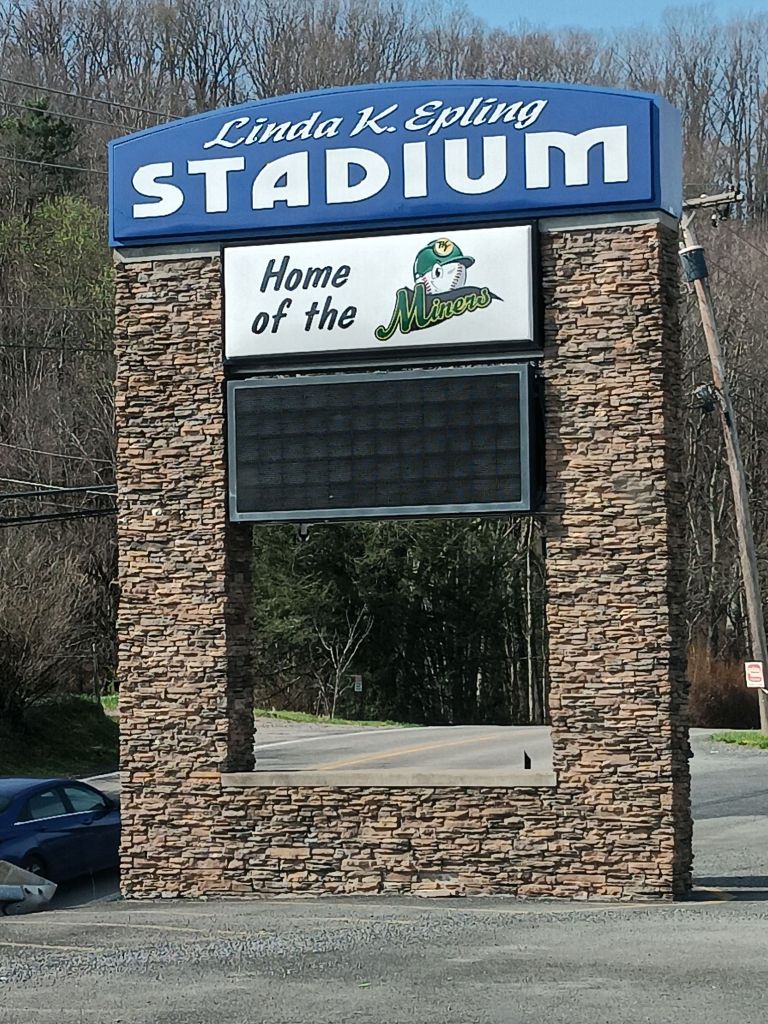 Linda K. Epling
STADIUM
Home
of the
Miners